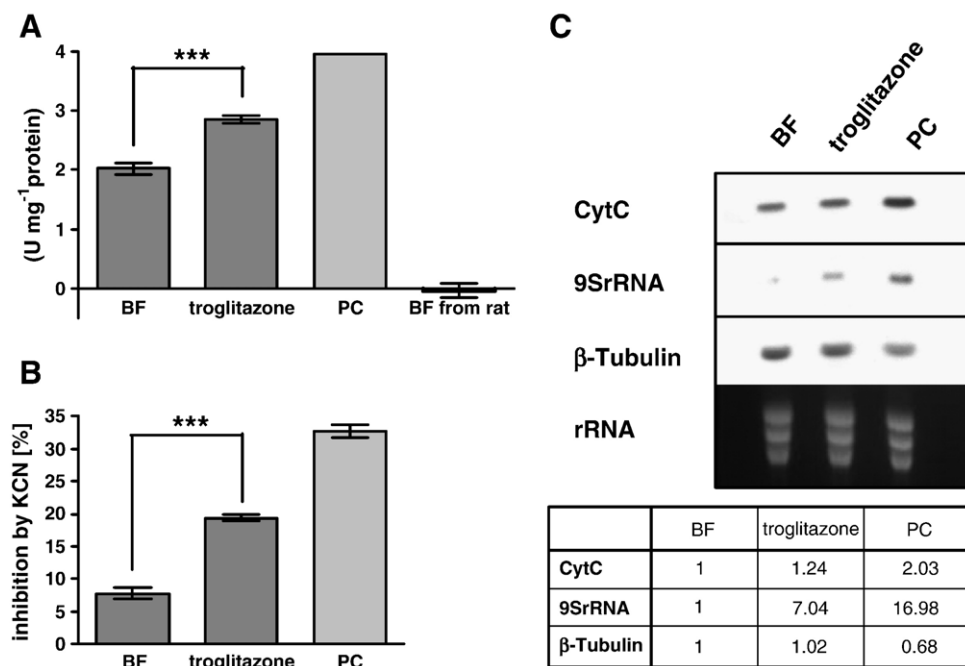 A
(U mg⁻¹protein)
4
3
2
1
0
***
BF
troglitazone
PC
BF from rat
B
inhibition by KCN [%]
35
30
25
20
15
10
5
0
***
BF
troglitazone
PC
C
BF
troglitazone
PC
CytC
9SrRNA
β-Tubulin
rRNA
BF troglitazone PC
CytC 1 1.24 2.03
9SrRNA 1 7.04 16.98
β-Tubulin 1 1.02 0.68